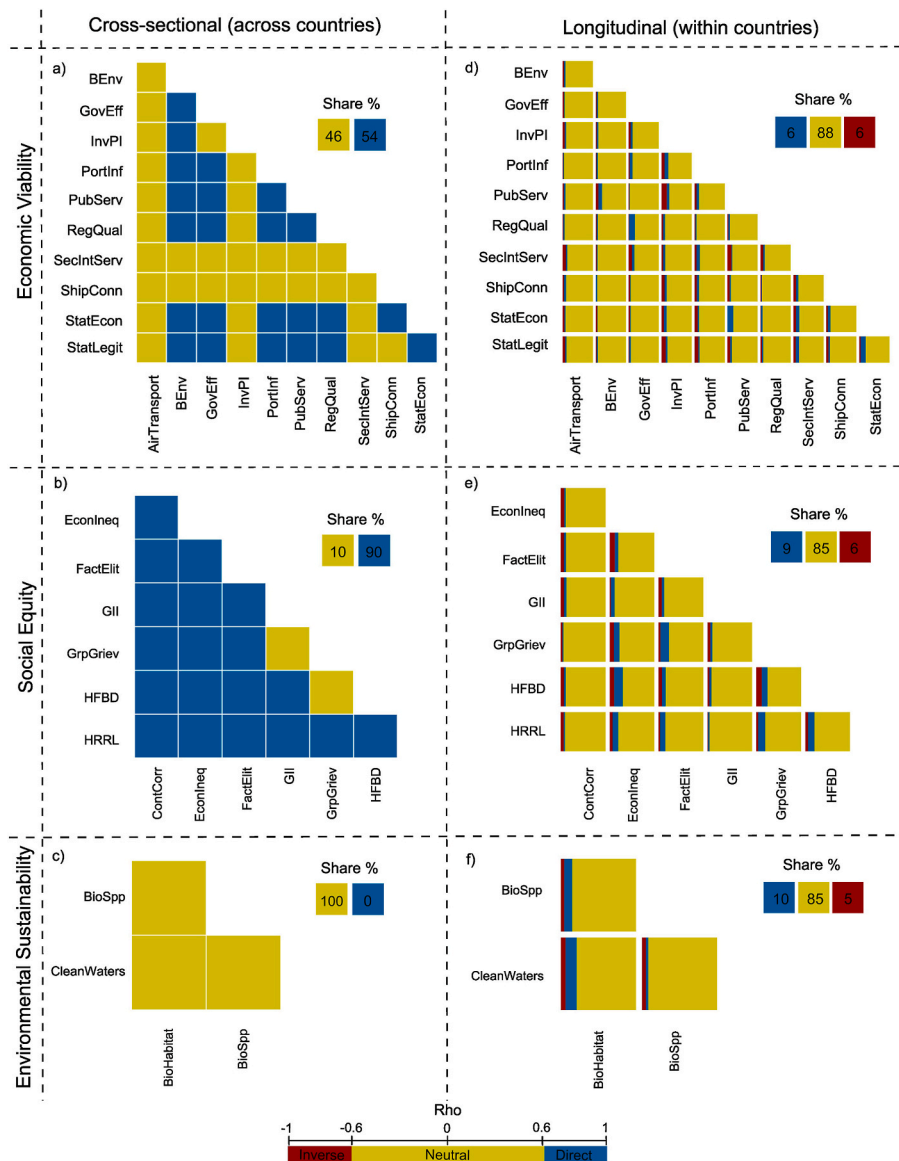 Cross-sectional (across countries)
Longitudinal (within countries)
Economic Viability
a)
BEnv
GovEff
InvPI
PortInf
PubServ
RegQual
SecIntServ
ShipConn
StatEcon
StatLegit
Share %
46 54
AirTransport
BEnv
GovEff
InvPI
PortInf
PubServ
RegQual
SecIntServ
ShipConn
StatEcon
d)
BEnv
GovEff
InvPI
PortInf
PubServ
RegQual
SecIntServ
ShipConn
StatEcon
StatLegit
Share %
6 88 6
AirTransport
BEnv
GovEff
InvPI
PortInf
PubServ
RegQual
SecIntServ
ShipConn
StatEcon
Social Equity
b)
EconIneq
FactElit
GII
GrpGriev
HFBD
HRRL
Share %
10 90
ContCorr
EconIneq
FactElit
GII
GrpGriev
HFBD
e)
EconIneq
FactElit
GII
GrpGriev
HFBD
HRRL
Share %
9 85 6
ContCorr
EconIneq
FactElit
GII
GrpGriev
HFBD
Environmental Sustainability
c)
BioSpp
CleanWaters
Share %
100 0
BioHabitat
BioSpp
f)
BioSpp
CleanWaters
Share %
10 85 5
BioHabitat
BioSpp
Rho
-1 -0.6 0 0.6 1
Inverse Neutral Direct